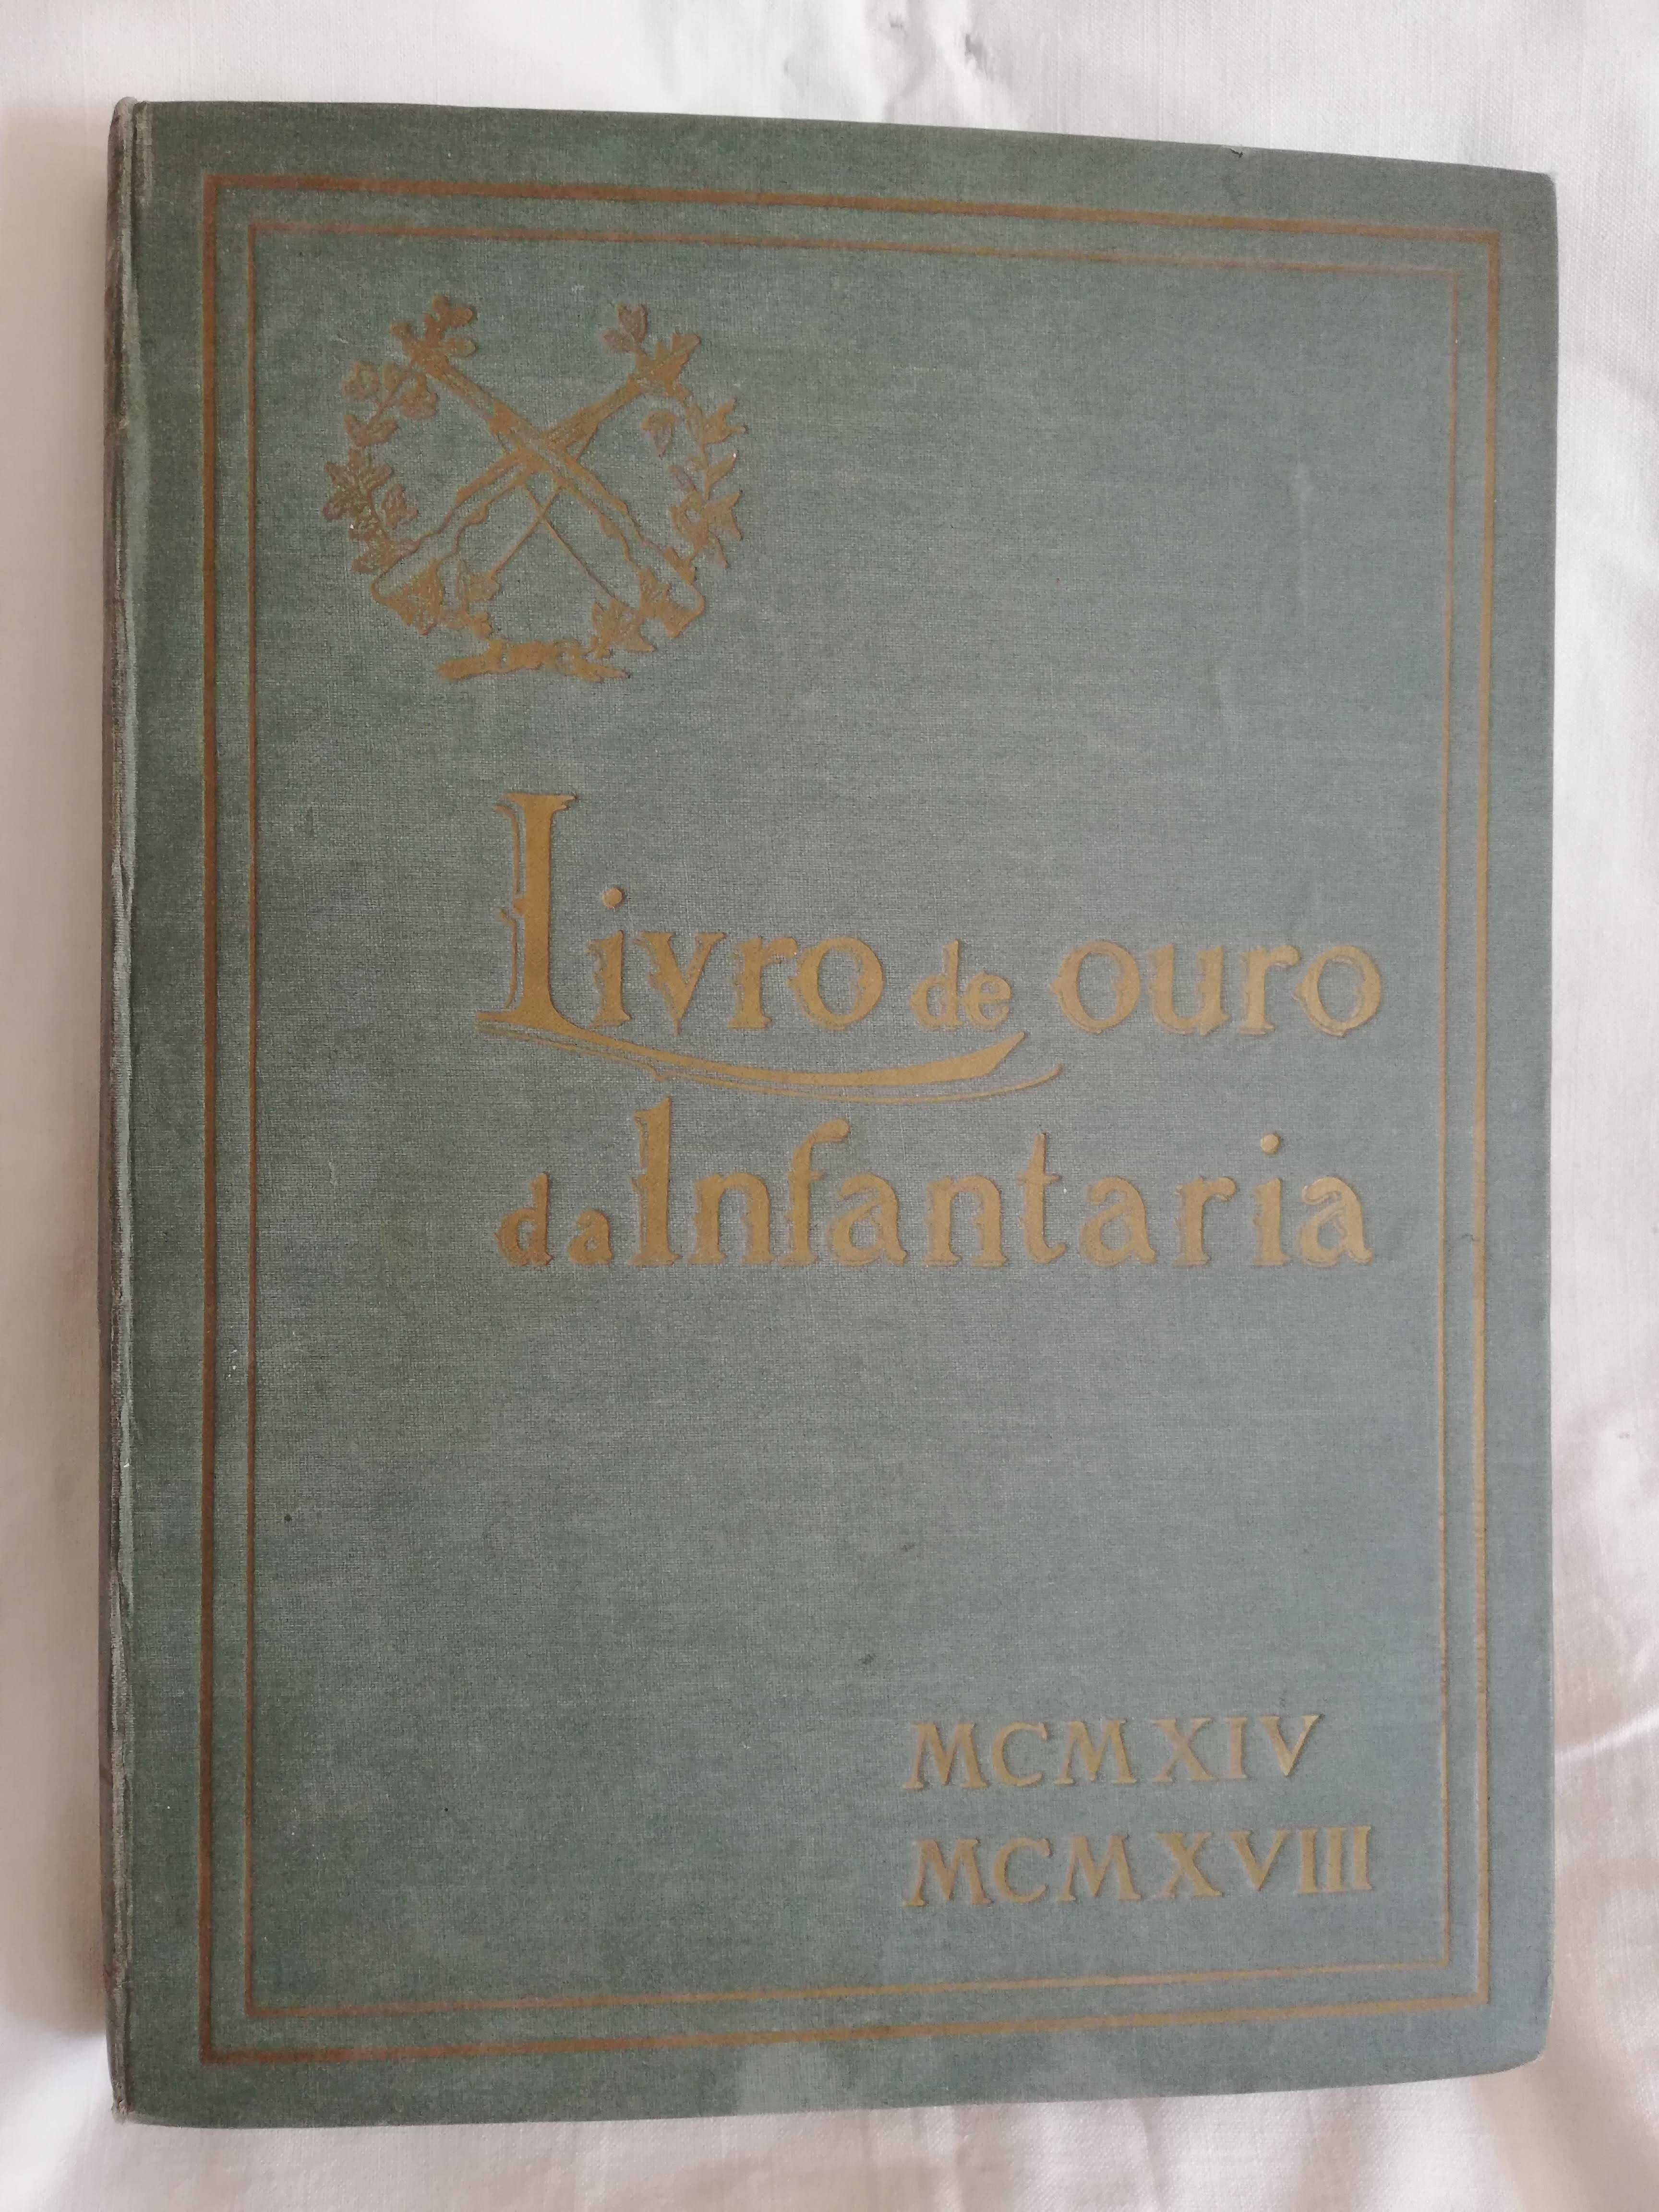 Livro de ouro
da Infantaria
MCMXIV
MCMXVIII